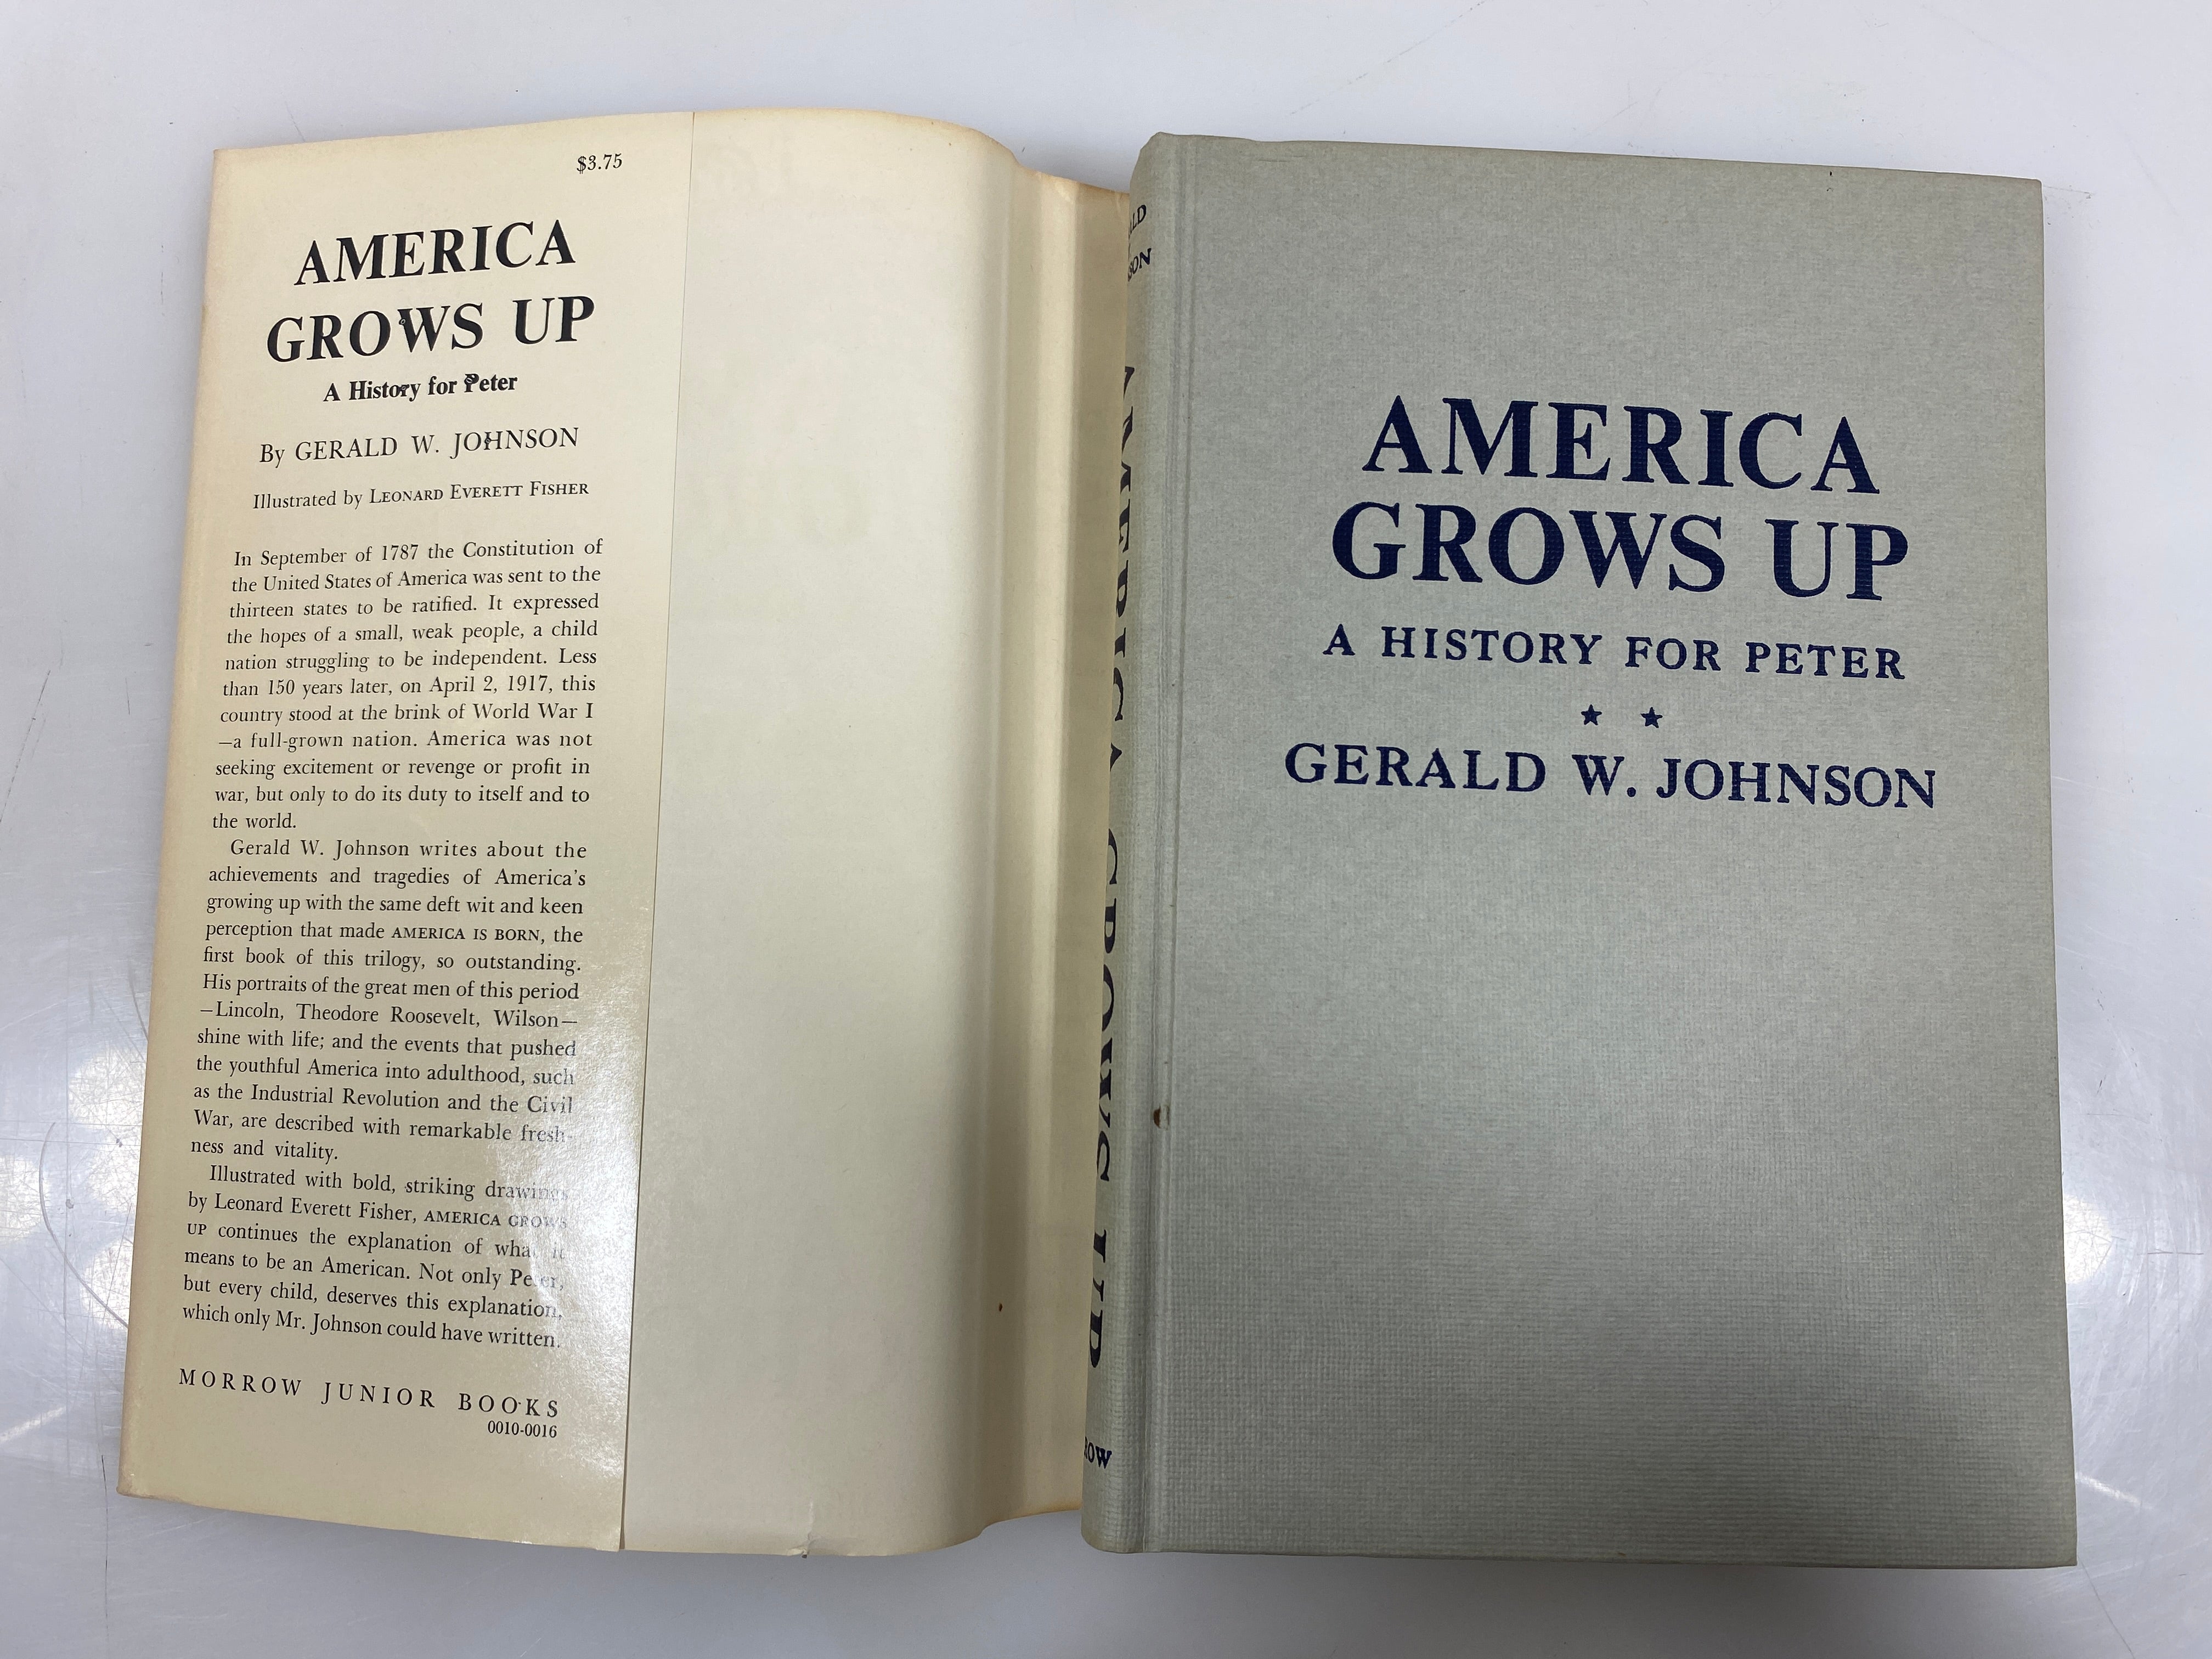 $3.75
AMERICA
GROWS UP
A History for Peter
By GERALD W. JOHNSON
Illustrated by LEONARD EVERETT FISHER
In September of 1787 the Constitution of
the United States of America was sent to the
thirteen states to be ratified. It expressed
the hopes of a small, weak people, a child
nation struggling to be independent. Less
than 150 years later, on April 2, 1917, this
country stood at the brink of World War I
—a full-grown nation. America was not
seeking excitement or revenge or profit in
war, but only to do its duty to itself and to
the world.
Gerald W. Johnson writes about the
achievements and tragedies of America's
growing up with the same deft wit and keen
perception that made AMERICA IS BORN, the
first book of this trilogy, so outstanding.
His portraits of the great men of this period
—Lincoln, Theodore Roosevelt, Wilson—
shine with life; and the events that pushed
the youthful America into adulthood, such
as the Industrial Revolution and the Civil
War, are described with remarkable fresh-
ness and vitality.
Illustrated with bold, striking drawings
by Leonard Everett Fisher, AMERICA GROWS
UP continues the explanation of what it
means to be an American. Not only Peter,
but every child, deserves this explanation,
which only Mr. Johnson could have written.
MORROW JUNIOR BOOKS
0010-0016
AMERICA GROWS UP
AMERICA
GROWS UP
A HISTORY FOR PETER
★ ★
GERALD W. JOHNSON